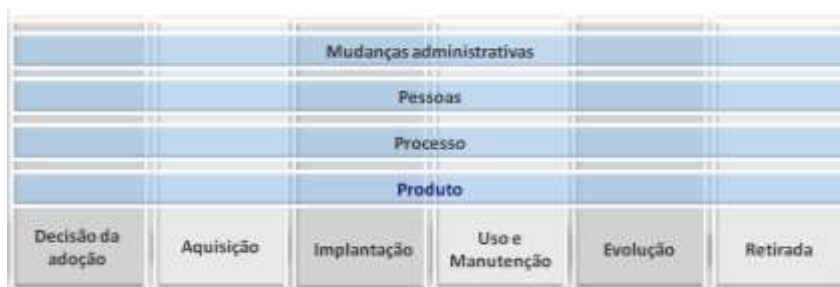 Mudanças administrativas
Pessoas
Processo
Produto
Decisão da
adoção
Aquisição
Implantação
Uso e
Manutenção
Evolução
Retirada